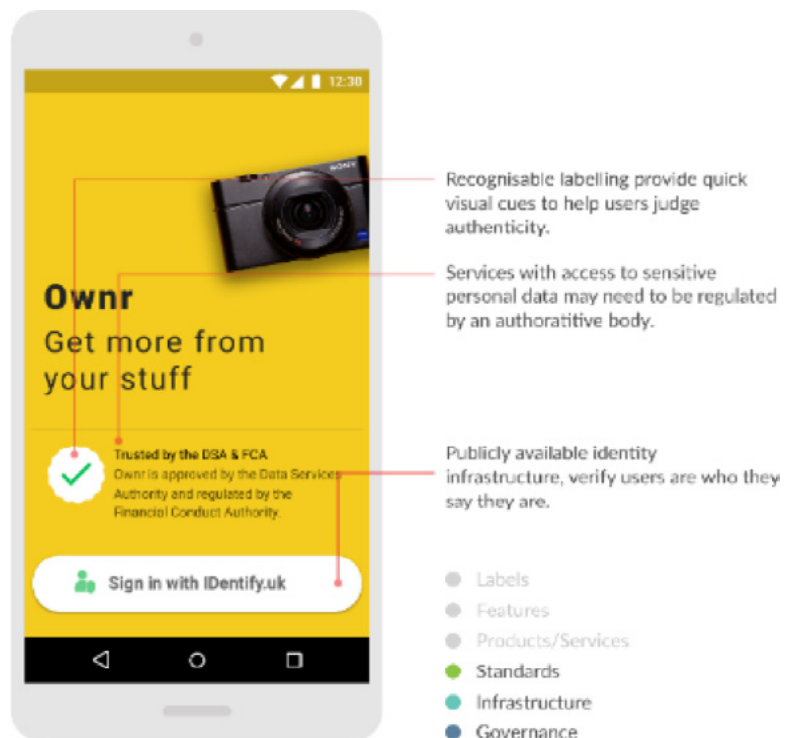 12:30
SONY
Ownr
Get more from
your stuff
Trusted by the DSA & FCA
Ownr is approved by the Data Services
Authority and regulated by the
Financial Conduct Authority.
Sign in with IDentify.uk
Recognisable labelling provide quick
visual cues to help users judge
authenticity.
Services with access to sensitive
personal data may need to be regulated
by an authoratitive body.
Publicly available identity
infrastructure, verify users are who they
say they are.
Labels
Features
Products/Services
Standards
Infrastructure
Governance